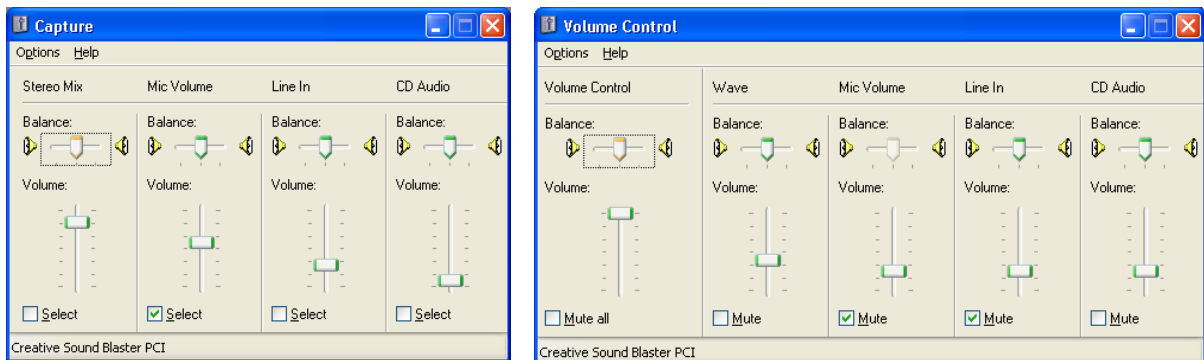 Capture
Options Help
Stereo Mix Mic Volume Line In CD Audio
Balance: Balance: Balance: Balance:
Volume: Volume: Volume: Volume:
Select Select Select Select
Creative Sound Blaster PCI
Volume Control
Options Help
Volume Control Wave Mic Volume Line In CD Audio
Balance: Balance: Balance: Balance: Balance:
Volume: Volume: Volume: Volume: Volume:
Mute all Mute Mute Mute Mute
Creative Sound Blaster PCI